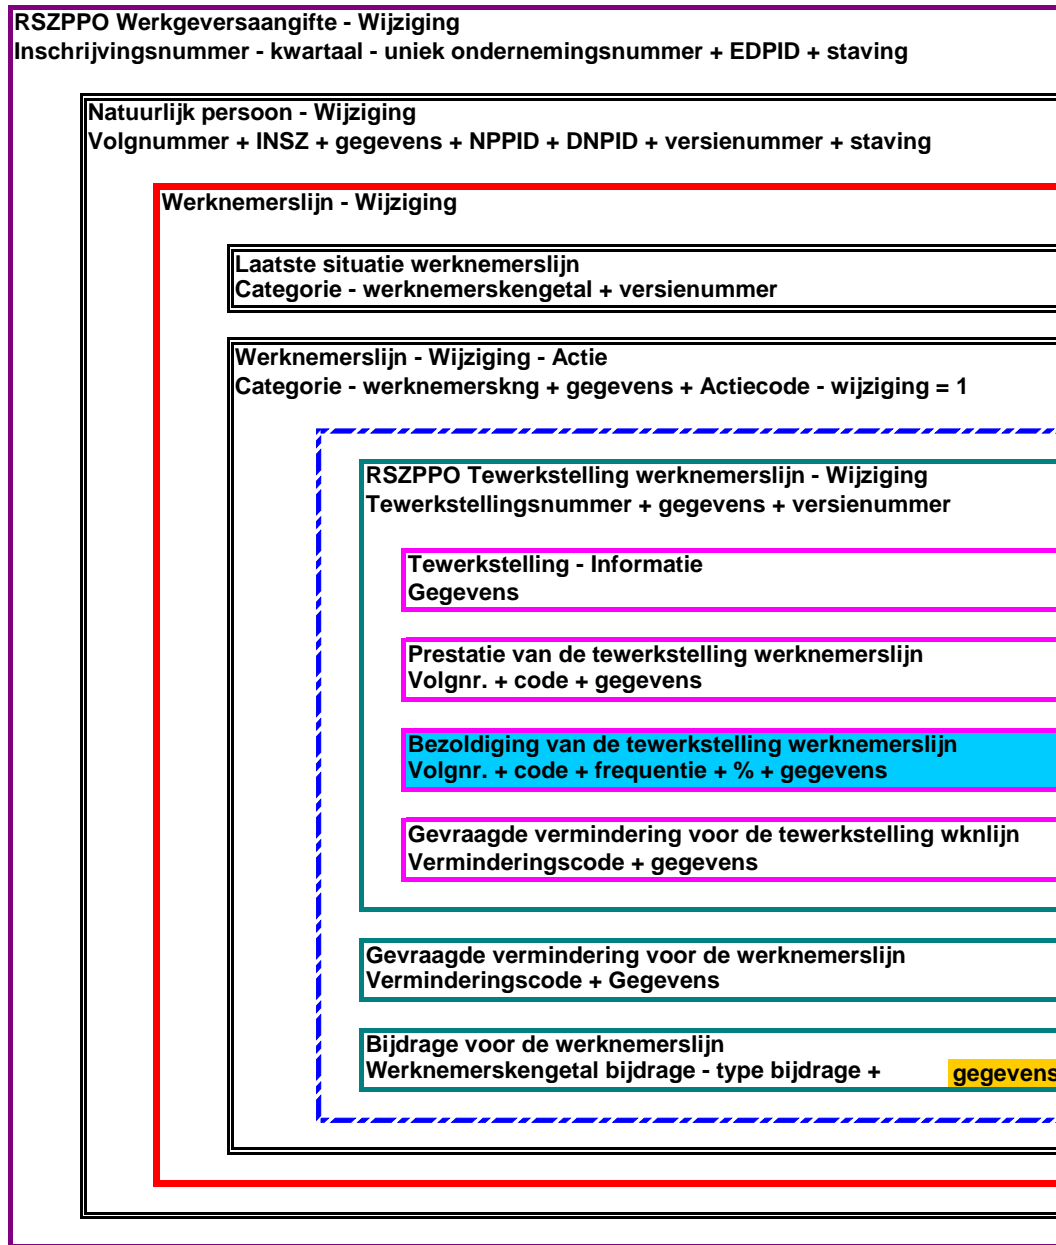 RSZPPO Werkgeversaangifte - Wijziging
Inschrijvingsnummer - kwartaal - uniek ondernemingsnummer + EDPID + staving
Natuurlijk persoon - Wijziging
Volgnummer + INSZ + gegevens + NPPID + DNPID + versienummer + staving
Werknemerslijn - Wijziging
Laatste situatie werknemerslijn
Categorie - werknemerskengetal + versienummer
Werknemerslijn - Wijziging - Actie
Categorie - werknemerskng + gegevens + Actiecode - wijziging = 1
RSZPPO Tewerkstelling werknemerslijn - Wijziging
Tewerkstellingsnummer + gegevens + versienummer
Tewerkstelling - Informatie
Gegevens
Prestatie van de tewerkstelling werknemerslijn
Volgnr. + code + gegevens
Bezoldiging van de tewerkstelling werknemerslijn
Volgnr. + code + frequentie + % + gegevens
Gevraagde vermindering voor de tewerkstelling wknlijn
Verminderingscode + gegevens
Gevraagde vermindering voor de werknemerslijn
Verminderingscode + Gegevens
Bijdrage voor de werknemerslijn
Werknemerskengetal bijdrage - type bijdrage + gegevens